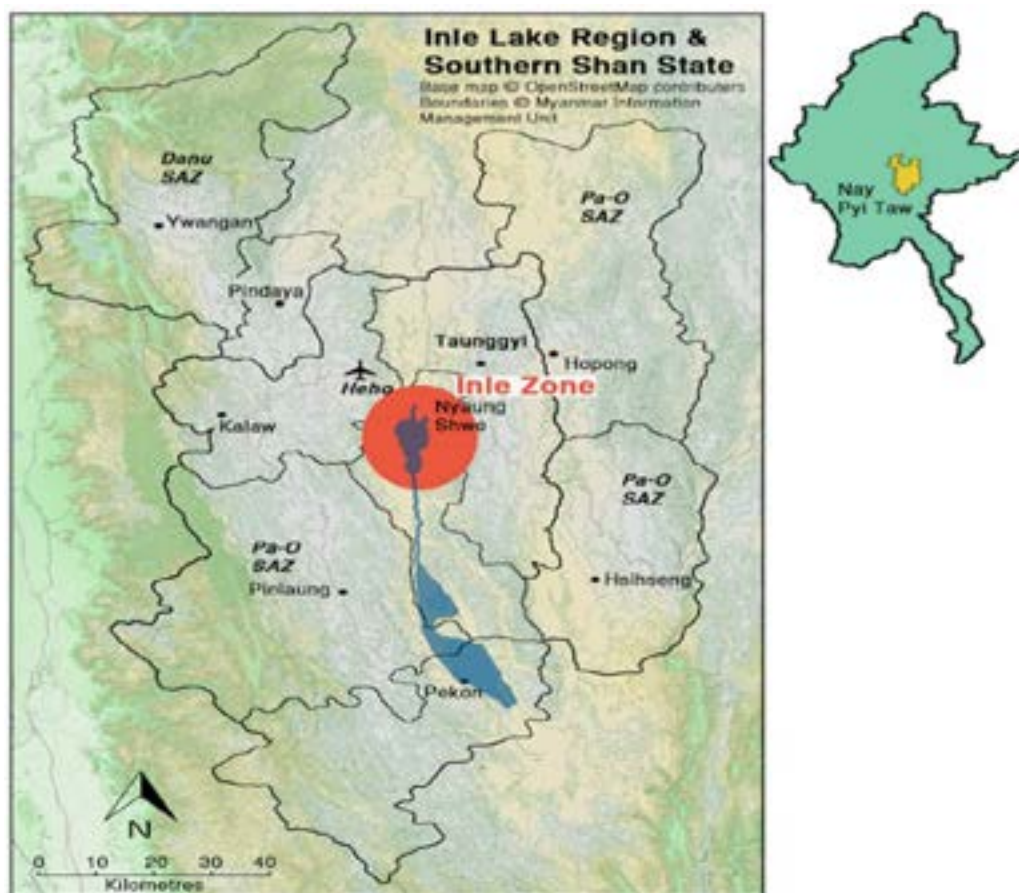 Inle Lake Region &
Southern Shan State
Base map © OpenStreetMap contributors
Boundaries © Myanmar Information
Management Unit
Danu
SAZ
Ywangan
Pa-O
SAZ
Nay
Pyi Taw
Pindaya
Taunggyi
Hopong
Heho
Inle Zone
Nyaung
Shwe
Kalaw
Pa-O
SAZ
Pa-O
SAZ
Pinlaung
Hsihseng
Pekon
N
0 10 20 30 40
Kilometres